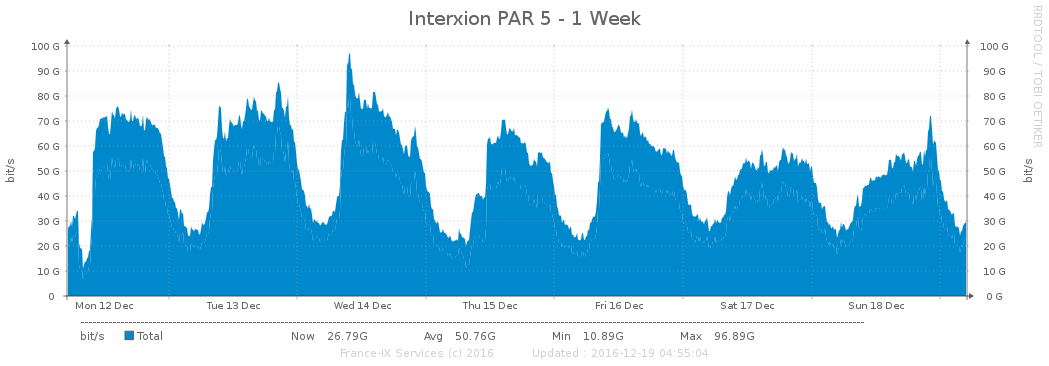 Interxion PAR 5 - 1 Week
RRDTOOL / TOBI OETIKER
100 G 100 G
90 G 90 G
80 G 80 G
70 G 70 G
60 G 60 G
50 G 50 G
40 G 40 G
30 G 30 G
20 G 20 G
10 G 10 G
0 0 G
bit/s
bit/s
Mon 12 Dec Tue 13 Dec Wed 14 Dec Thu 15 Dec Fri 16 Dec Sat 17 Dec Sun 18 Dec
bit/s Total Now 26.79G Avg 50.76G Min 10.89G Max 96.89G
France-IX Services (c) 2016 Updated : 2016-12-19 04:55:04